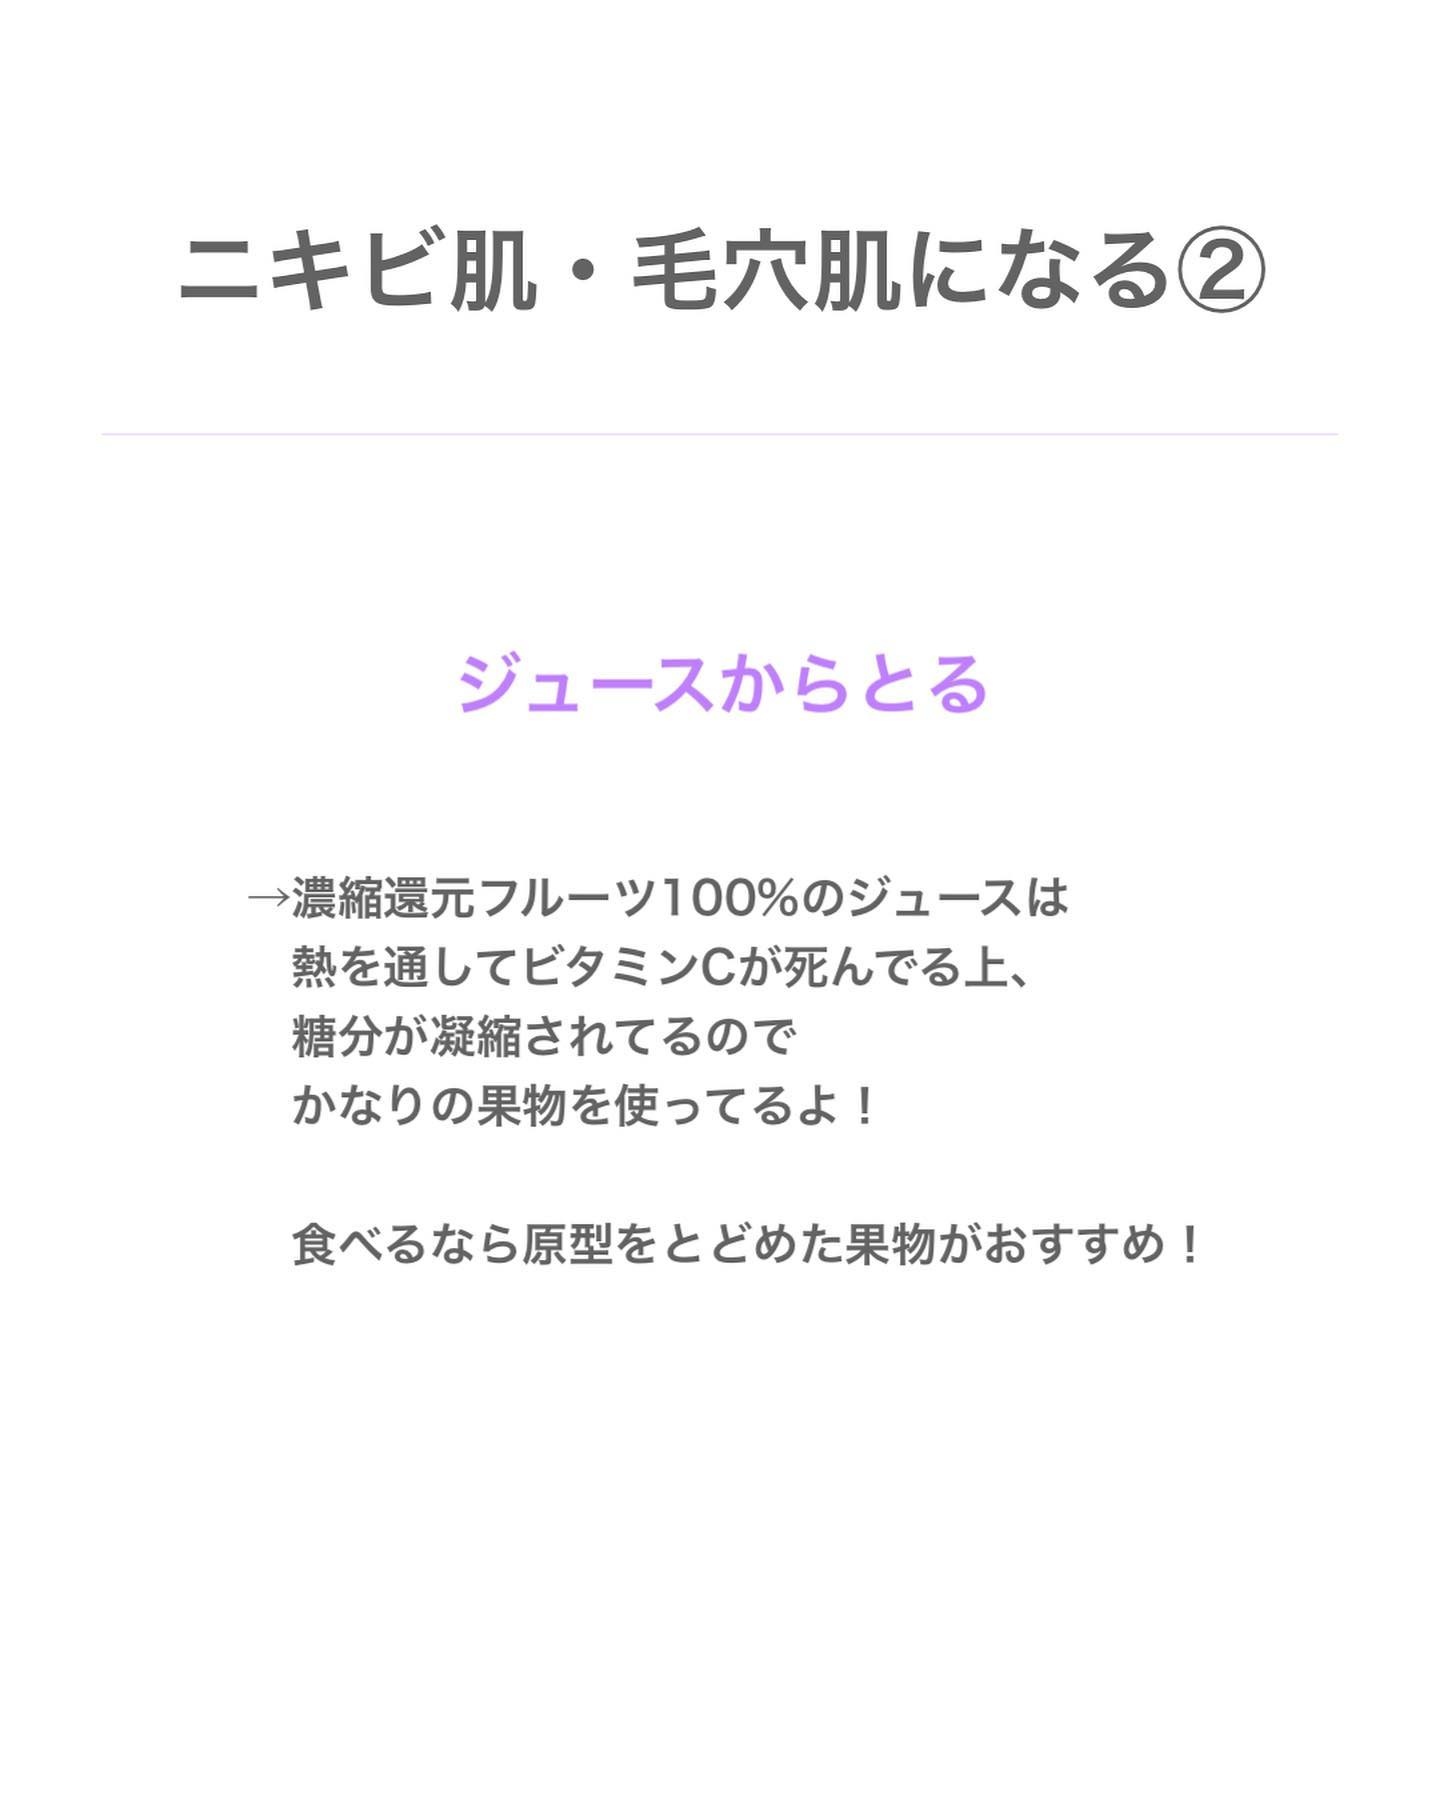 ニキビ肌・毛穴肌になる②
ジュースからとる
→濃縮還元フルーツ100%のジュースは
熱を通してビタミンCが死んでる上、
糖分が凝縮されてるので
かなりの果物を使ってるよ！
食べるなら原型をとどめた果物がおすすめ！